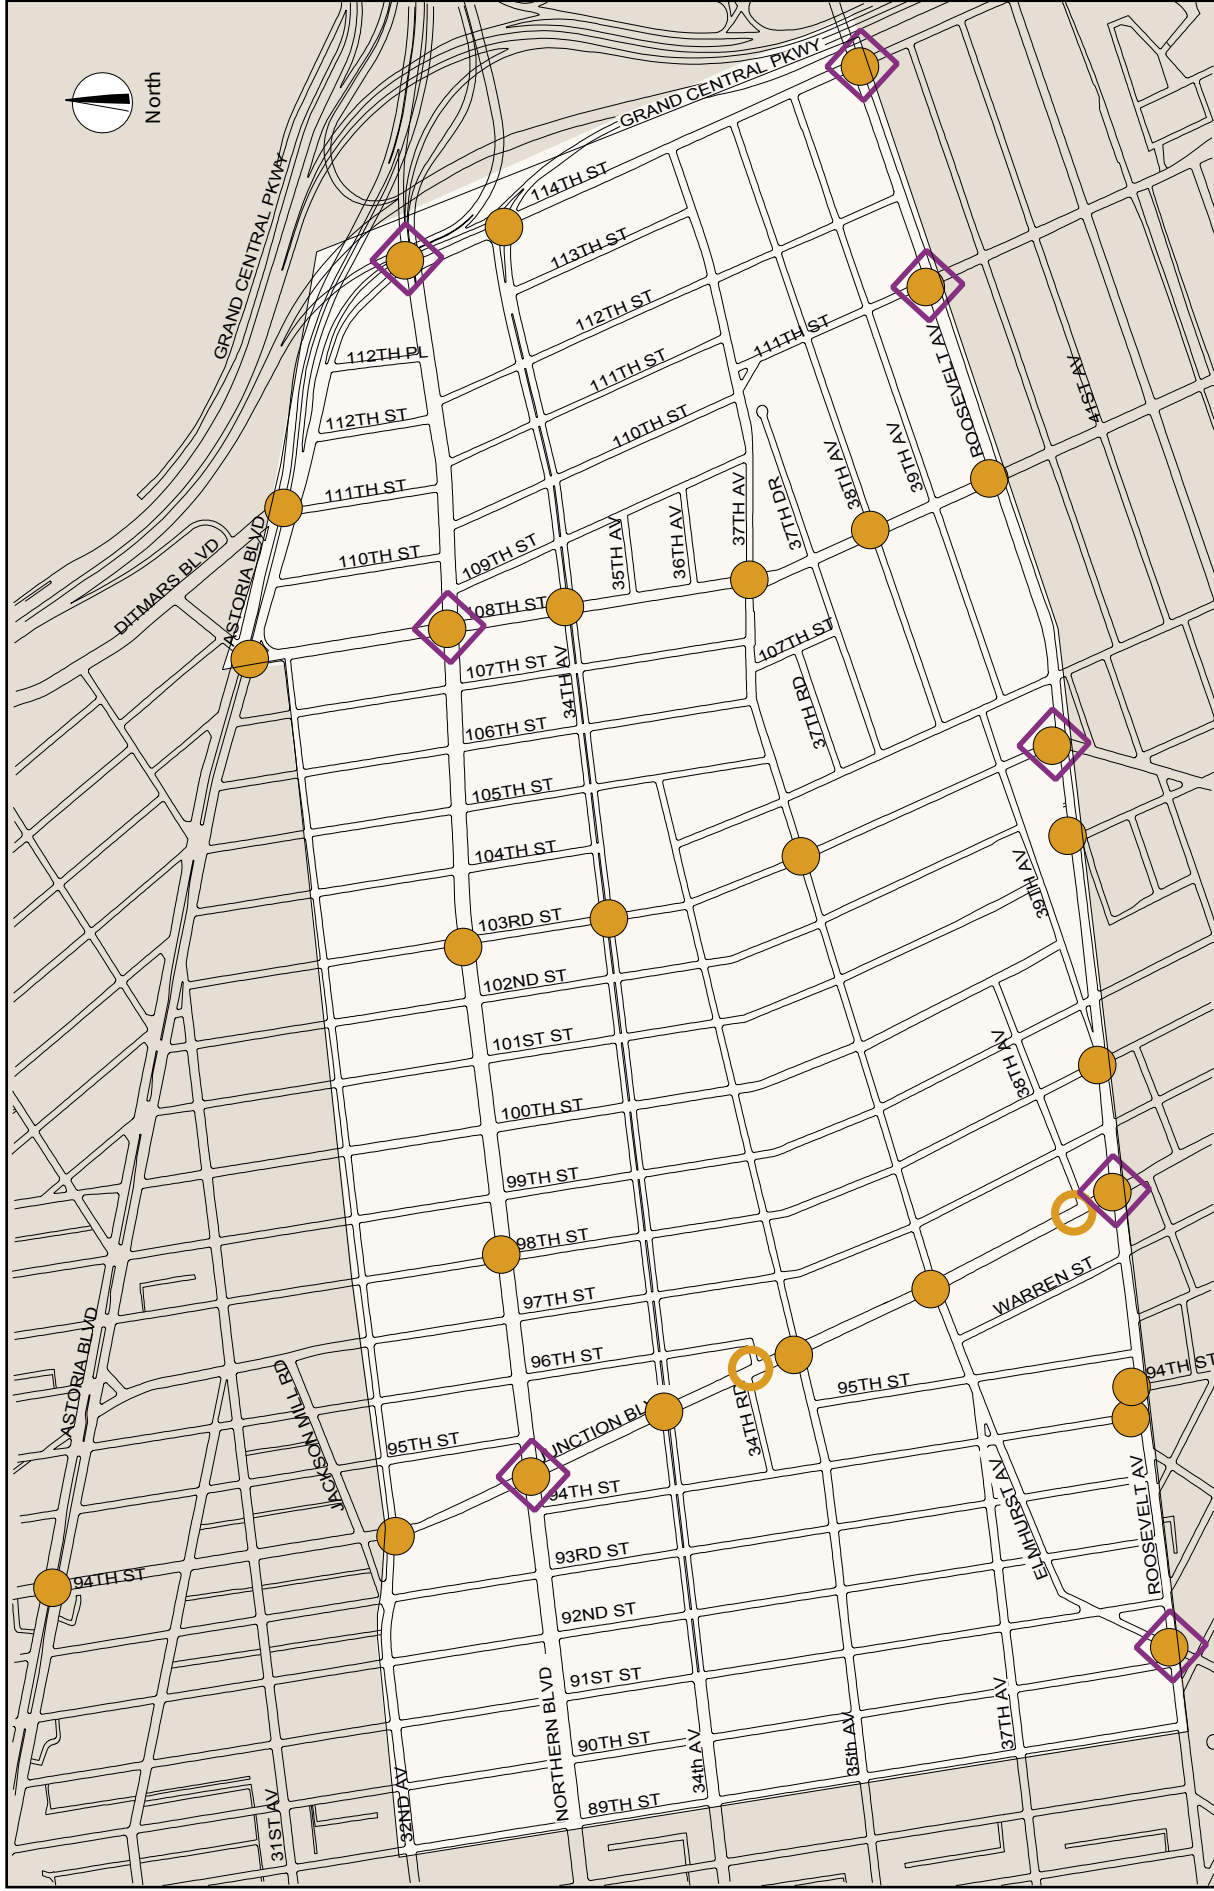 North
GRAND CENTRAL PKWY
GRAND CENTRAL PKWY
114TH ST
113TH ST
112TH ST
111TH ST
111TH ST
110TH ST
112TH PL
112TH ST
111TH ST
110TH ST
109TH ST
108TH ST
107TH ST
107TH ST
106TH ST
105TH ST
104TH ST
103RD ST
102ND ST
101ST ST
100TH ST
99TH ST
98TH ST
97TH ST
96TH ST
95TH ST
95TH ST
94TH ST
94TH ST
94TH ST
93RD ST
92ND ST
91ST ST
90TH ST
89TH ST
DITMARS BLVD
ASTORIA BLVD
ASTORIA BLVD
34TH AV
35TH AV
36TH AV
37TH AV
37TH DR
38TH AV
39TH AV
ROOSEVELT AV
41ST AV
37TH RD
39TH AV
38TH AV
WARREN ST
JACKSON MILL RD
UNCTION BL
34TH RD
ELMHURST AV
ROOSEVELT AV
31ST AV
32ND AV
NORTHERN BLVD
34th AV
35th AV
37TH AV